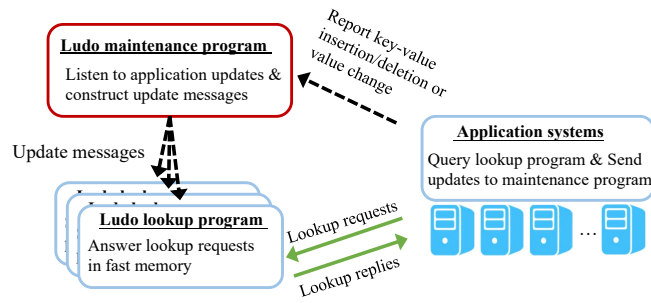 Ludo maintenance program
Listen to application updates &
construct update messages
Report key-value
insertion/deletion or
value change
Application systems
Query lookup program & Send
updates to maintenance program
Update messages
Ludo lookup program
Answer lookup requests
in fast memory
Lookup requests
Lookup replies
...